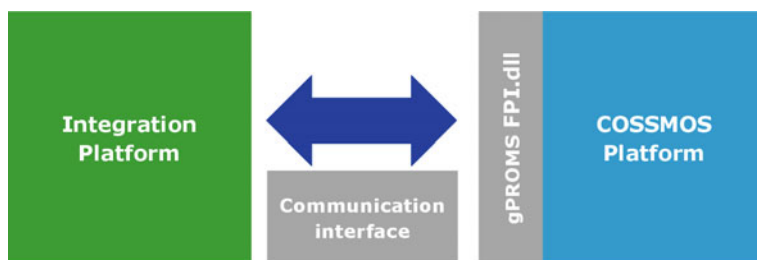 Integration
Platform
Communication
interface
gPROMS FPI.dll
COSSMOS
Platform